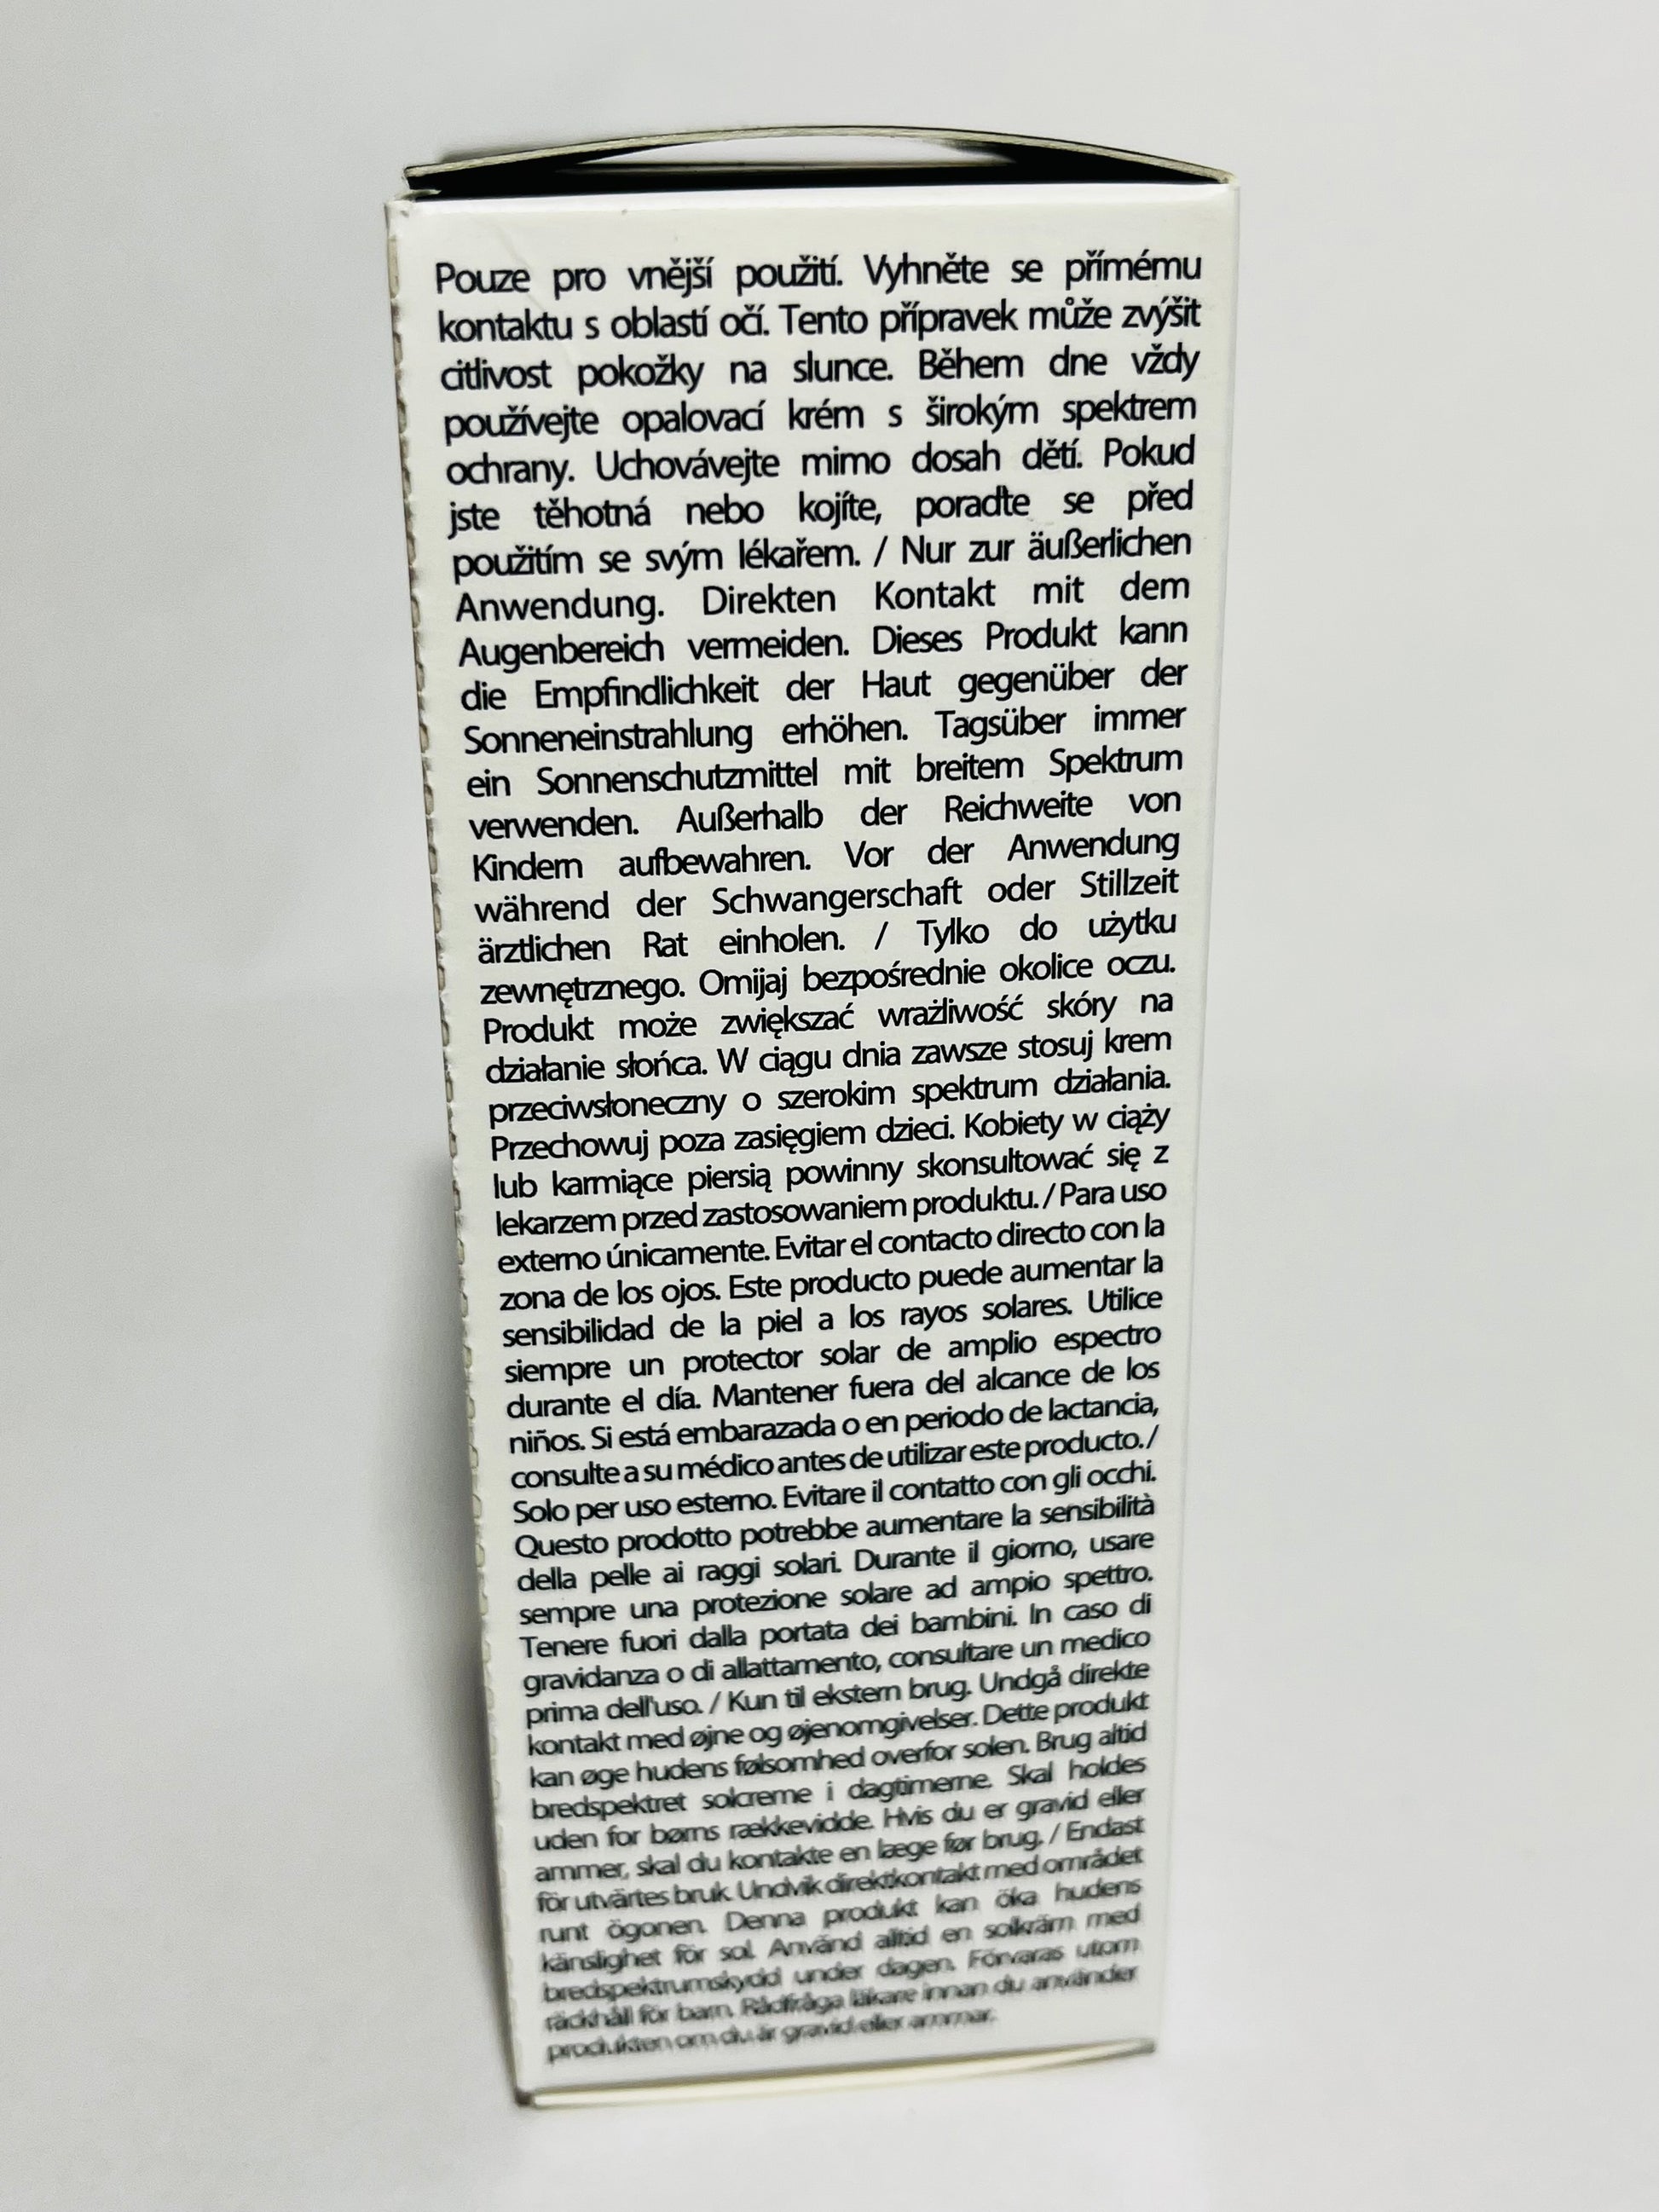 Pouze pro vnější použití. Vyhněte se přímému
kontaktu s oblastí očí. Tento přípravek může zvýšit
citlivost pokožky na slunce. Během dne vždy
používejte opalovací krém s širokým spektrem
ochrany. Uchovávejte mimo dosah dětí. Pokud
jste těhotná nebo kojíte, poraďte se před
použitím se svým lékařem. / Nur zur äußerlichen
Anwendung. Direkten Kontakt mit dem
Augenbereich vermeiden. Dieses Produkt kann
die Empfindlichkeit der Haut gegenüber der
Sonneneinstrahlung erhöhen. Tagsüber immer
ein Sonnenschutzmittel mit breitem Spektrum
verwenden. Außerhalb der Reichweite von
Kindern aufbewahren. Vor der Anwendung
während der Schwangerschaft oder Stillzeit
ärztlichen Rat einholen. / Tylko do użytku
zewnętrznego. Omijaj bezpośrednie okolice oczu.
Produkt może zwiększać wrażliwość skóry na
działanie słońca. W ciągu dnia zawsze stosuj krem
przeciwsłoneczny o szerokim spektrum działania.
Przechowuj poza zasięgiem dzieci. Kobiety w ciąży
lub karmiące piersią powinny skonsultować się z
lekarzem przed zastosowaniem produktu. / Para uso
externo únicamente. Evitar el contacto directo con la
zona de los ojos. Este producto puede aumentar la
sensibilidad de la piel a los rayos solares. Utilice
siempre un protector solar de amplio espectro
durante el día. Mantener fuera del alcance de los
niños. Si está embarazada o en periodo de lactancia,
consulte a su médico antes de utilizar este producto. /
Solo per uso esterno. Evitare il contatto con gli occhi.
Questo prodotto potrebbe aumentare la sensibilità
della pelle ai raggi solari. Durante il giorno, usare
sempre una protezione solare ad ampio spettro.
Tenere fuori dalla portata dei bambini. In caso di
gravidanza o di allattamento, consultare un medico
prima dell'uso. / Kun til ekstern brug. Undgå direkte
kontakt med øjne og øjenomgivelser. Dette produkt
kan øge hudens følsomhed overfor solen. Brug altid
bredspektret solcreme i dagtimerne. Skal holdes
uden for børns rækkevidde. Hvis du er gravid eller
ammer, skal du kontakte en læge før brug. / Endast
för utvärtes bruk. Undvik direktkontakt med området
runt ögonen. Denna produkt kan öka hudens
känslighet för sol. Använd alltid en solkräm med
bredspektrumskydd under dagen. Förvaras utom
räckhåll för barn. Rådfråga läkare innan du använder
produkten om du är gravid eller ammar.